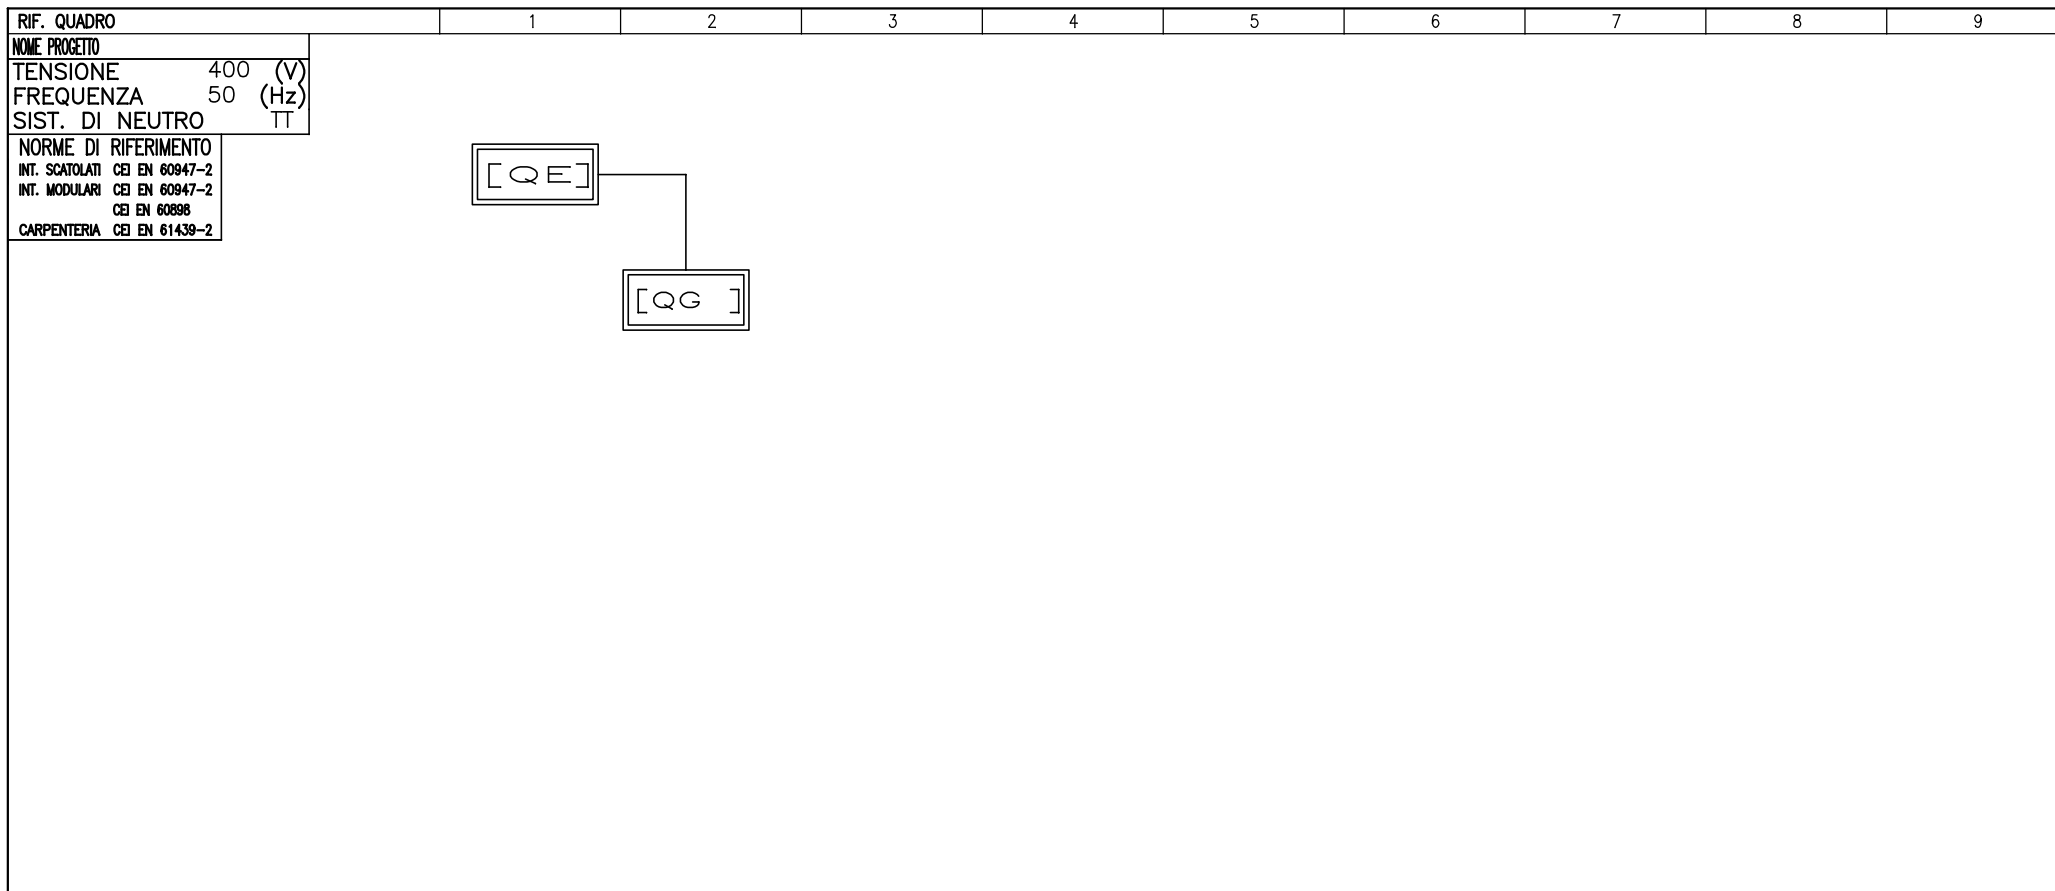 RIF. QUADRO 1 2 3 4 5 6 7 8 9
NOME PROGETTO
TENSIONE 400 (V)
FREQUENZA 50 (Hz)
SIST. DI NEUTRO TT
NORME DI RIFERIMENTO
INT. SCATOLATI CEI EN 60947-2
INT. MODULARI CEI EN 60947-2
CEI EN 60898
CARPENTERIA CEI EN 61439-2
[ QE]
[QG ]